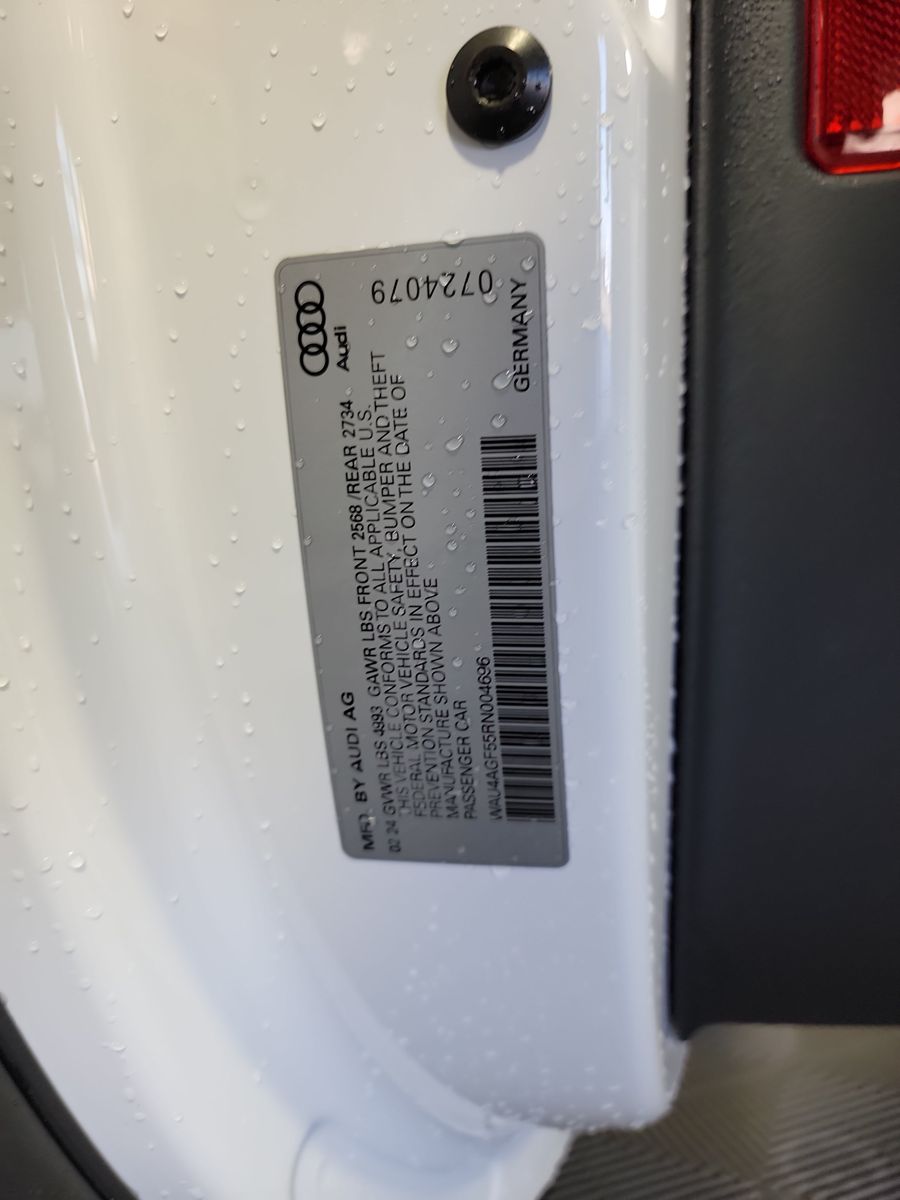 Audi
MFD. BY AUDI AG
02 24 GVWR LBS 4993 GAWR LBS FRONT 2568/REAR 2734
THIS VEHICLE CONFORMS TO ALL APPLICABLE U.S.
FEDERAL MOTOR VEHICLE SAFETY, BUMPER AND THEFT
PREVENTION STANDARDS IN EFFECT ON THE DATE OF
MANUFACTURE SHOWN ABOVE
PASSENGER CAR
WAU4AGF55RN004696
GERMANY
0724079